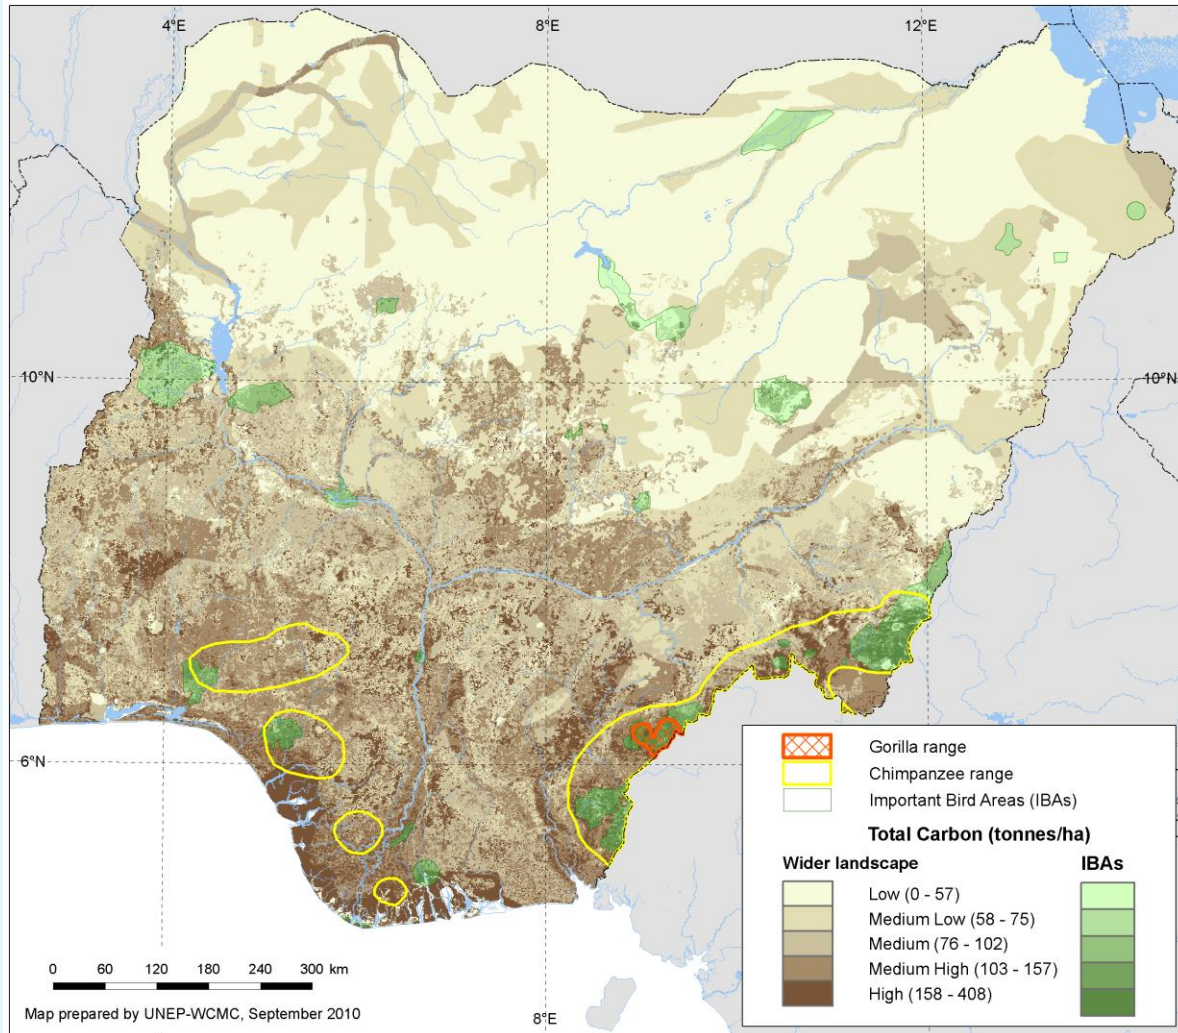 4°E
8°E
12°E
10°N
10°N
6°N
8°E
Gorilla range
Chimpanzee range
Important Bird Areas (IBAs)
Total Carbon (tonnes/ha)
Wider landscape
IBAs
Low (0 - 57)
Medium Low (58 - 75)
Medium (76 - 102)
Medium High (103 - 157)
High (158 - 408)
0 60 120 180 240 300 km
Map prepared by UNEP-WCMC, September 2010